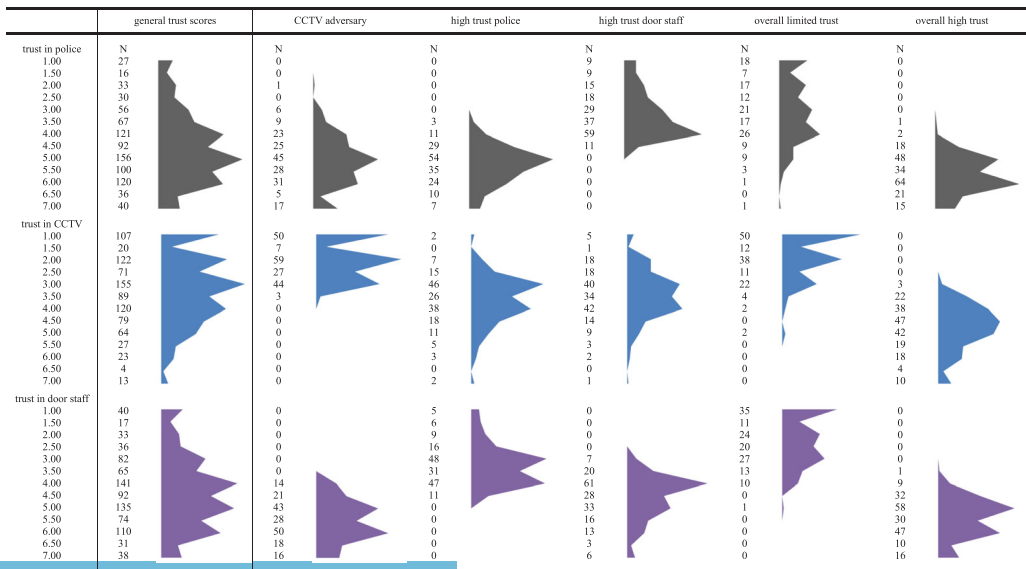 general trust scores CCTV adversary high trust police high trust door staff overall limited trust overall high trust
trust in police N N N N N N
1.00 27 0 0 9 18 0
1.50 16 0 0 9 7 0
2.00 33 1 0 15 17 0
2.50 30 0 0 18 12 0
3.00 56 6 0 29 21 0
3.50 67 9 3 37 17 1
4.00 121 23 11 59 26 2
4.50 92 25 29 11 9 18
5.00 156 45 54 0 9 48
5.50 100 28 35 0 3 34
6.00 120 31 24 0 1 64
6.50 36 5 10 0 0 21
7.00 40 17 7 0 1 15
trust in CCTV
1.00 107 50 2 5 50 0
1.50 20 7 0 1 12 0
2.00 122 59 7 18 38 0
2.50 71 27 15 18 11 0
3.00 155 44 46 40 22 3
3.50 89 3 26 34 4 22
4.00 120 0 38 42 2 38
4.50 79 0 18 14 0 47
5.00 64 0 11 9 2 42
5.50 27 0 5 3 0 19
6.00 23 0 3 2 0 18
6.50 4 0 0 0 0 4
7.00 13 0 2 1 0 10
trust in door staff
1.00 40 0 5 0 35 0
1.50 17 0 6 0 11 0
2.00 33 0 9 0 24 0
2.50 36 0 16 0 20 0
3.00 82 0 48 7 27 0
3.50 65 0 31 20 13 1
4.00 141 14 47 61 10 9
4.50 92 21 11 28 0 32
5.00 135 43 0 33 1 58
5.50 74 28 0 16 0 30
6.00 110 50 0 13 0 47
6.50 31 18 0 3 0 10
7.00 38 16 0 6 0 16